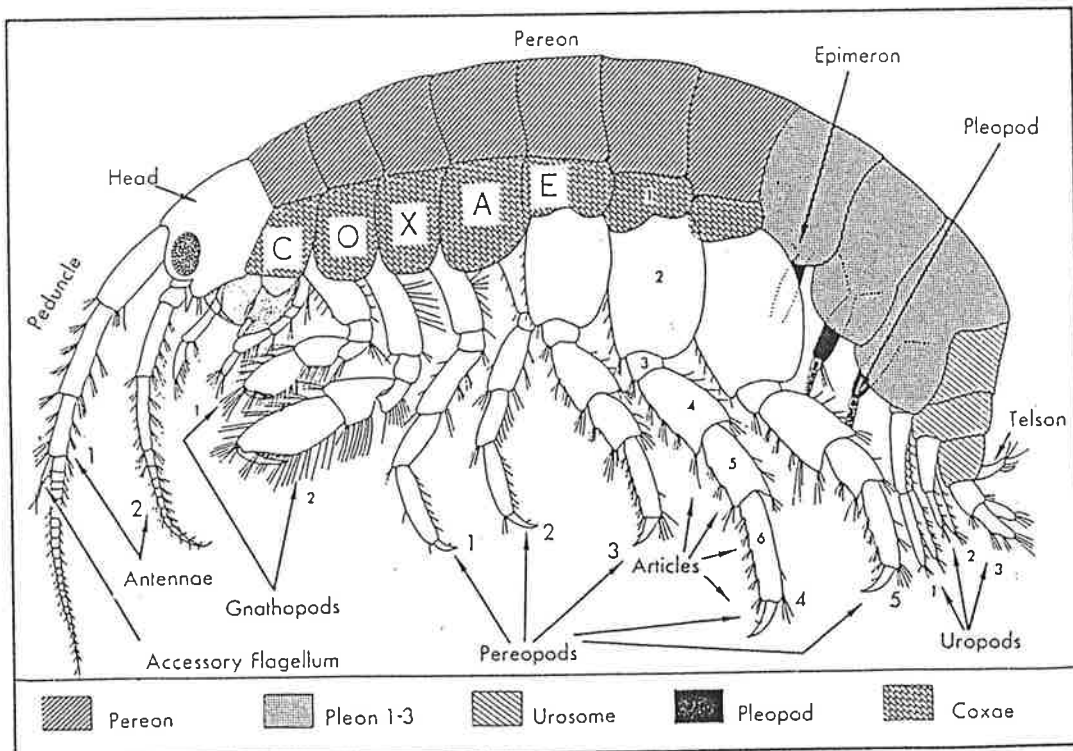 Pereon
Epimeron
Pleopod
Head
C O X A E
1
2
Peduncle
3
4
1
5
Telson
1
2
2
6
1
2
3
2
3
Antennae
Articles
4
5
1
Gnathopods
Pereopods
Uropods
Accessory Flagellum
Pereon Pleon 1-3 Urosome Pleopod Coxae